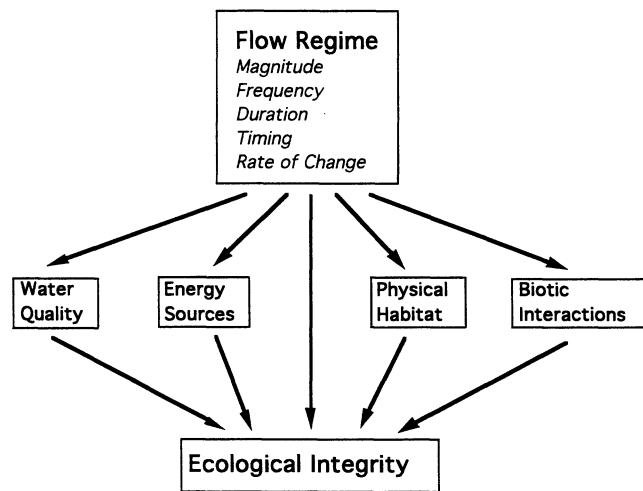 Flow Regime
Magnitude
Frequency
Duration
Timing
Rate of Change
Water
Quality
Energy
Sources
Physical
Habitat
Biotic
Interactions
Ecological Integrity